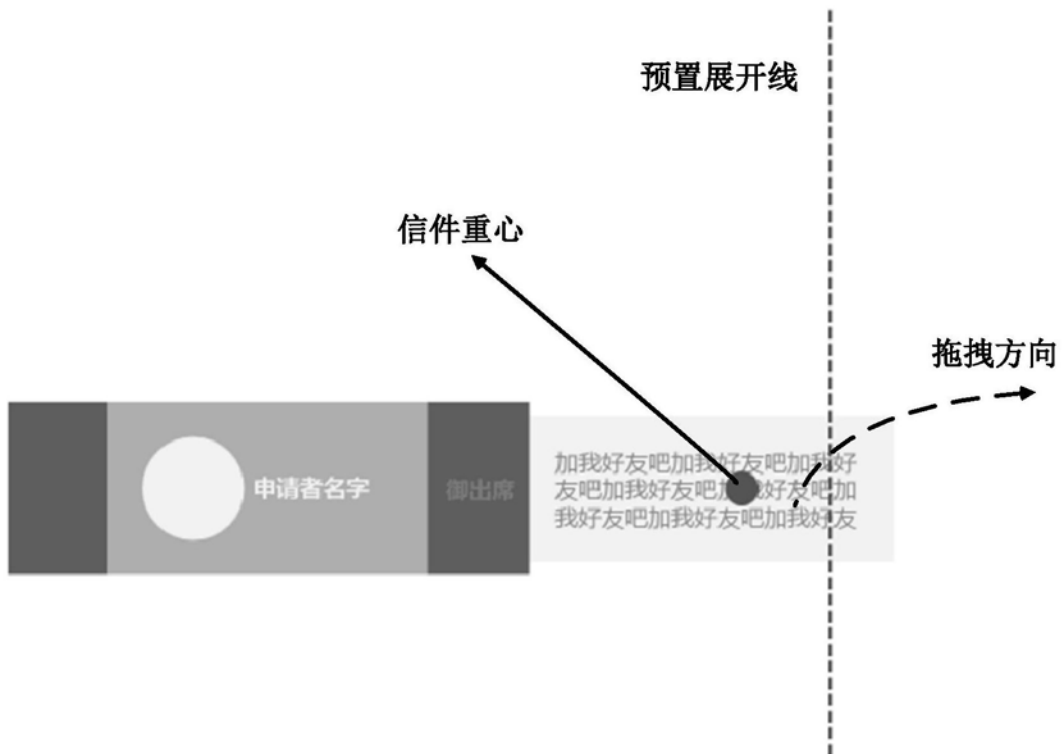 预置展开线
信件重心
拖拽方向
申请者名字
御出席
加我好友吧加我好友吧加我好
友吧加我好友吧加我好友吧加
我好友吧加我好友吧加我好友